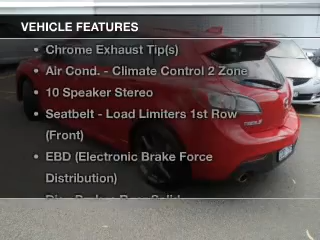 VEHICLE FEATURES
• Chrome Exhaust Tip(s)
• Air Cond. - Climate Control 2 Zone
• 10 Speaker Stereo
• Seatbelt - Load Limiters 1st Row
(Front)
• EBD (Electronic Brake Force
Distribution)